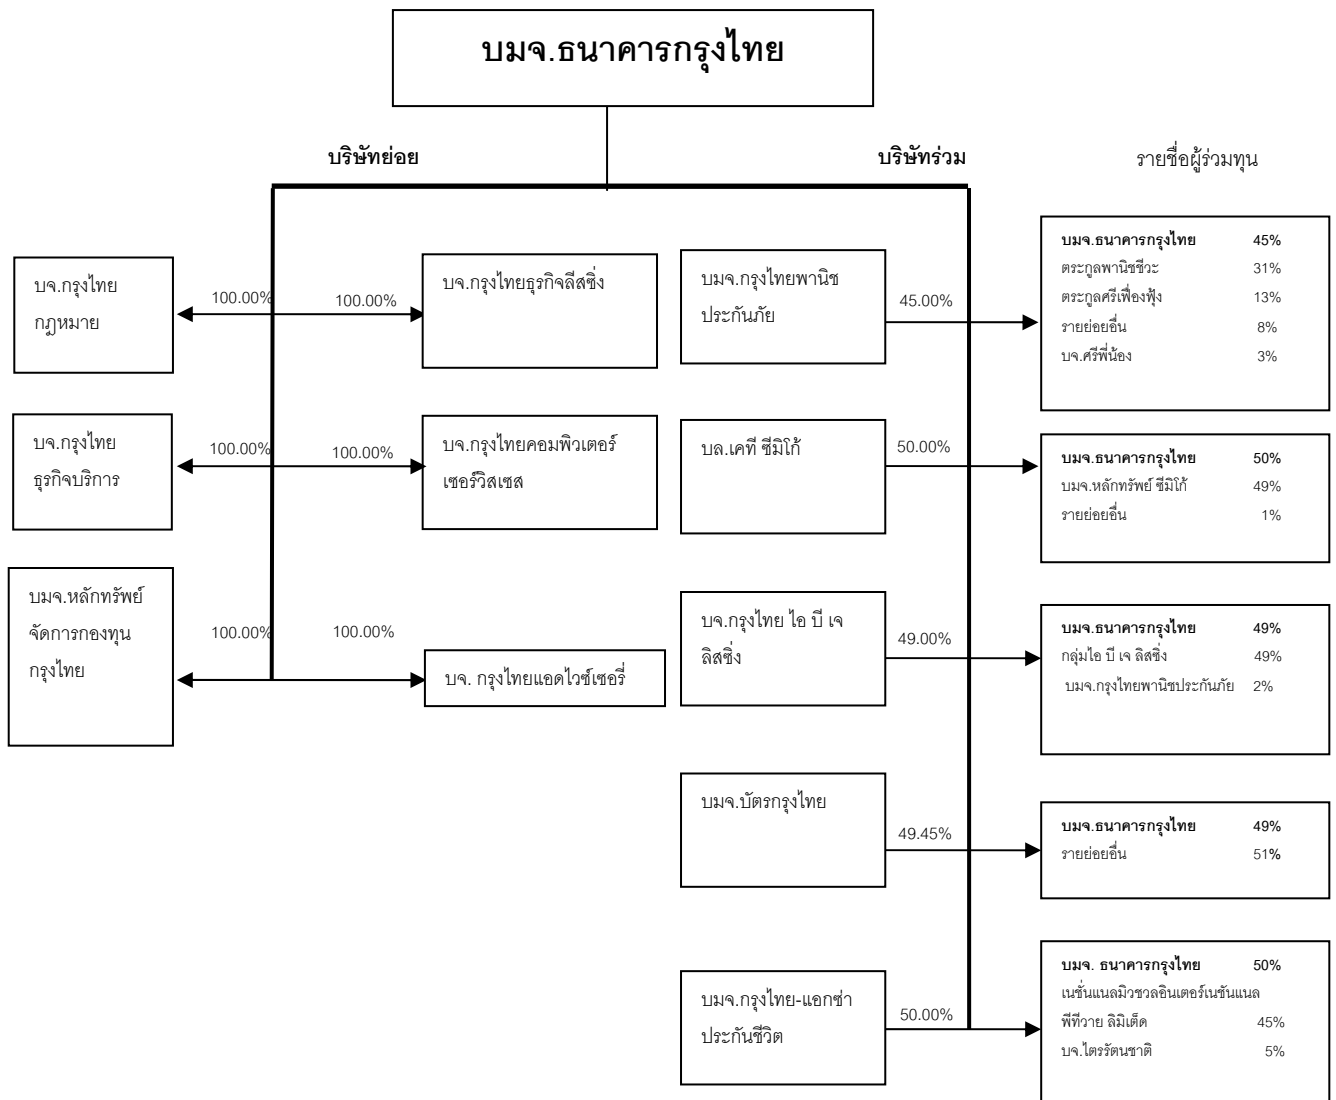 บมจ.ธนาคารกรุงไทย
บริษัทย่อย
บริษัทร่วม
รายชื่อผู้ร่วมทุน
บจ.กรุงไทย
กฎหมาย
100.00%
100.00%
บจ.กรุงไทยธุรกิจลีสซิ่ง
บมจ.กรุงไทยพานิช
ประกันภัย
45.00%
บมจ.ธนาคารกรุงไทย 45%
ตระกูลพานิชชีวะ 31%
ตระกูลศรีเฟื่องฟุ้ง 13%
รายย่อยอื่น 8%
บจ.ศรีพี่น้อง 3%
บจ.กรุงไทย
ธุรกิจบริการ
100.00%
100.00%
บจ.กรุงไทยคอมพิวเตอร์
เซอร์วิสเซส
บล.เคที ซีมิโก้
50.00%
บมจ.ธนาคารกรุงไทย 50%
บมจ.หลักทรัพย์ ซีมิโก้ 49%
รายย่อยอื่น 1%
บมจ.หลักทรัพย์
จัดการกองทุน
กรุงไทย
100.00%
100.00%
บจ. กรุงไทยแอดไวซ์เซอรี่
บจ.กรุงไทย ไอ บี เจ
ลิสซิ่ง
49.00%
บมจ.ธนาคารกรุงไทย 49%
กลุ่มไอ บี เจ ลิสซิ่ง 49%
บมจ.กรุงไทยพานิชประกันภัย 2%
บมจ.บัตรกรุงไทย
49.45%
บมจ.ธนาคารกรุงไทย 49%
รายย่อยอื่น 51%
บมจ.กรุงไทย-แอกซ่า
ประกันชีวิต
50.00%
บมจ. ธนาคารกรุงไทย 50%
เนชั่นแนลมิวชวลอินเตอร์เนชันแนล
พีทีวาย ลิมิเต็ด 45%
บจ.ไตรรัตนชาติ 5%